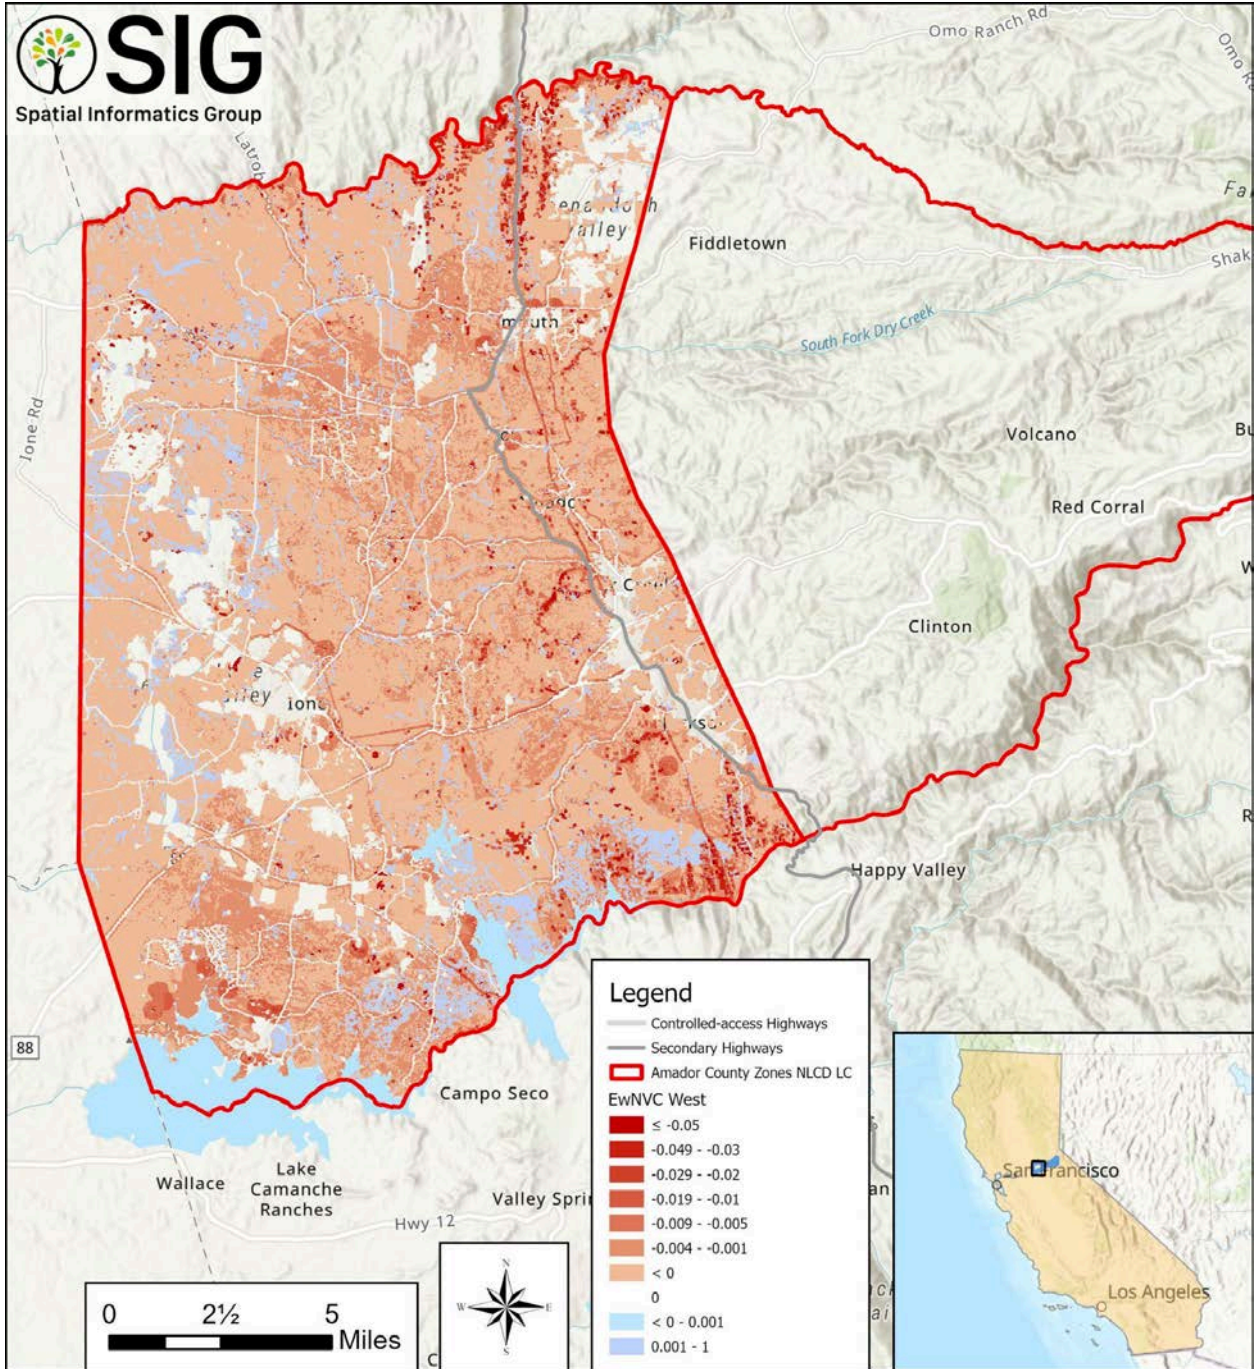 SIG
Spatial Informatics Group
Omo Ranch Rd
Fiddletown
South Fork Dry Creek
Ione Rd
Volcano
Red Corral
Clinton
Happy Valley
88
Campo Seco
Wallace
Lake
Camanche
Ranches
Hwy 12
Legend
Controlled-access Highways
Secondary Highways
Amador County Zones NLCD LC
EwNVC West
≤ -0.05
-0.049 - -0.03
-0.029 - -0.02
-0.019 - -0.01
-0.009 - -0.005
-0.004 - -0.001
< 0
0
< 0 - 0.001
0.001 - 1
0 2½ 5
Miles
N
W E
S
San Francisco
Los Angeles